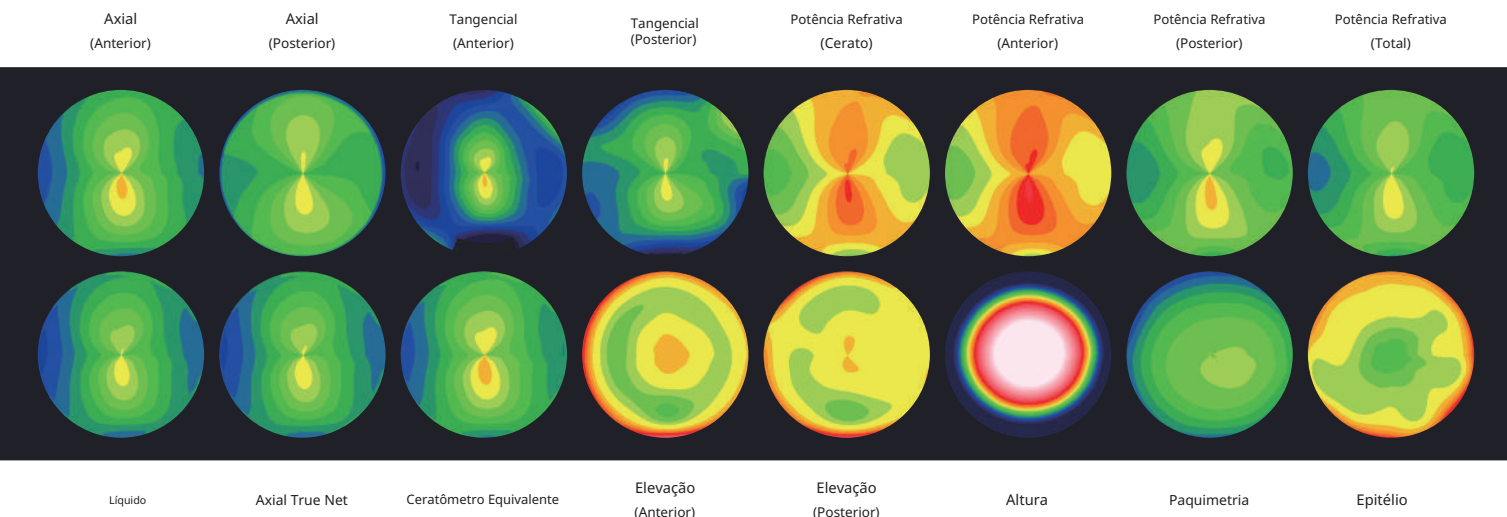 Axial
(Anterior)
Axial
(Posterior)
Tangencial
(Anterior)
Tangencial
(Posterior)
Potência Refrativa
(Cerato)
Potência Refrativa
(Anterior)
Potência Refrativa
(Posterior)
Potência Refrativa
(Total)
Líquido
Axial True Net
Ceratômetro Equivalente
Elevação
(Anterior)
Elevação
(Posterior)
Altura
Paquimetria
Epitélio